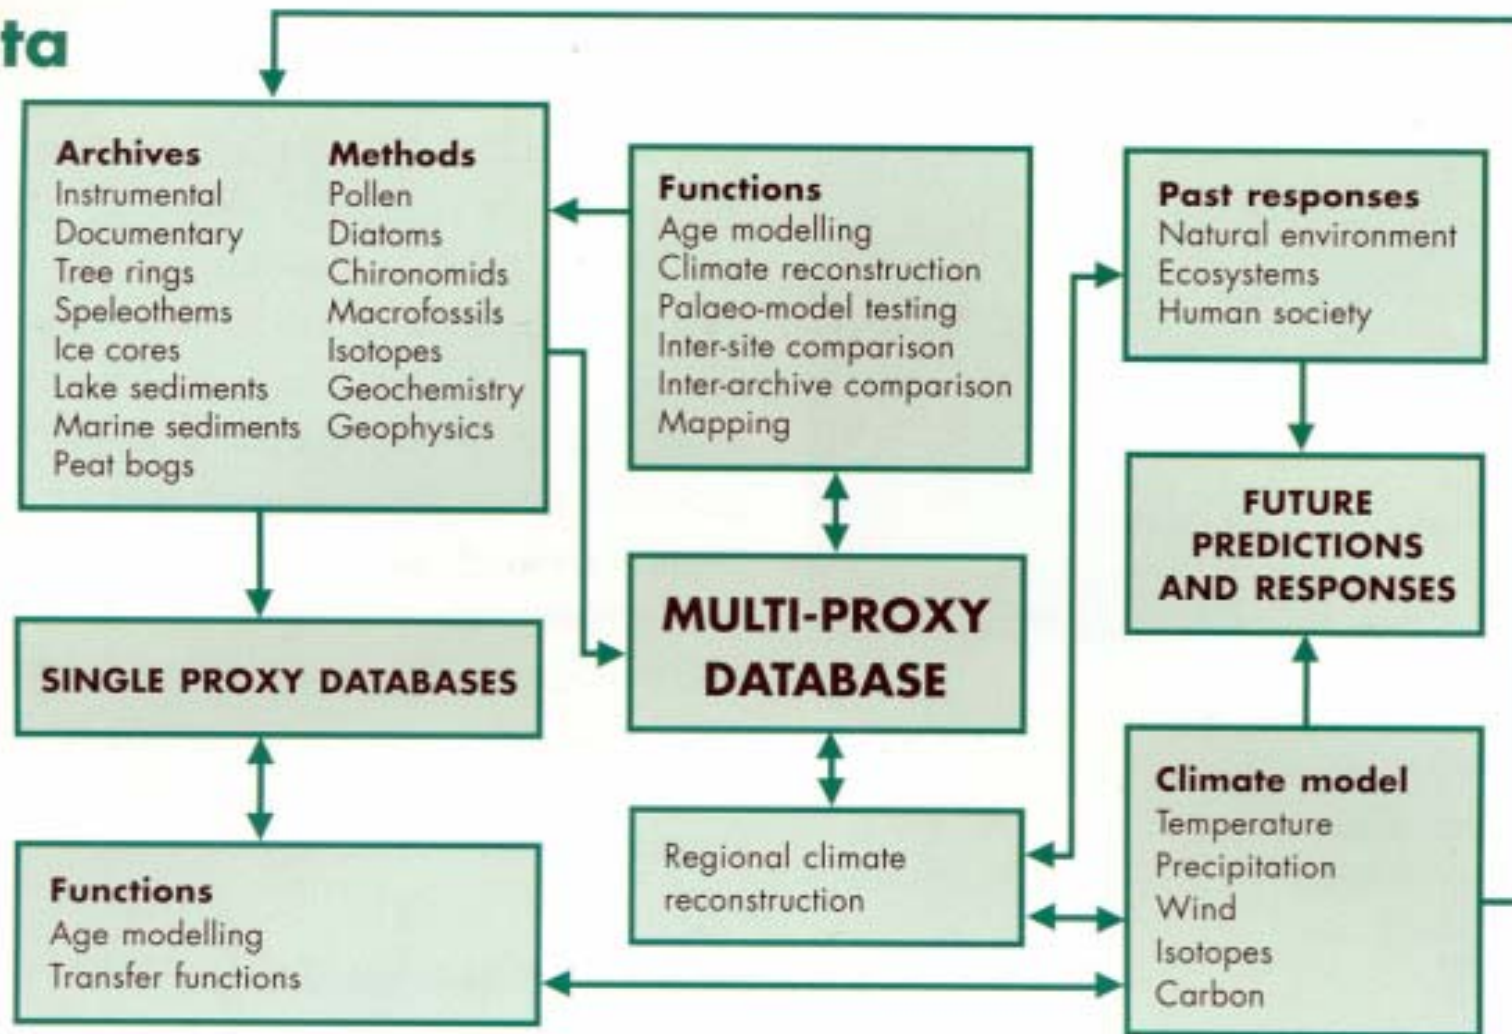 ta
Archives
Instrumental
Documentary
Tree rings
Speleothems
Ice cores
Lake sediments
Marine sediments
Peat bogs
Methods
Pollen
Diatoms
Chironomids
Macrofossils
Isotopes
Geochemistry
Geophysics
Functions
Age modelling
Climate reconstruction
Palaeo-model testing
Inter-site comparison
Inter-archive comparison
Mapping
Past responses
Natural environment
Ecosystems
Human society
FUTURE
PREDICTIONS
AND RESPONSES
MULTI-PROXY
DATABASE
SINGLE PROXY DATABASES
Functions
Age modelling
Transfer functions
Regional climate
reconstruction
Climate model
Temperature
Precipitation
Wind
Isotopes
Carbon